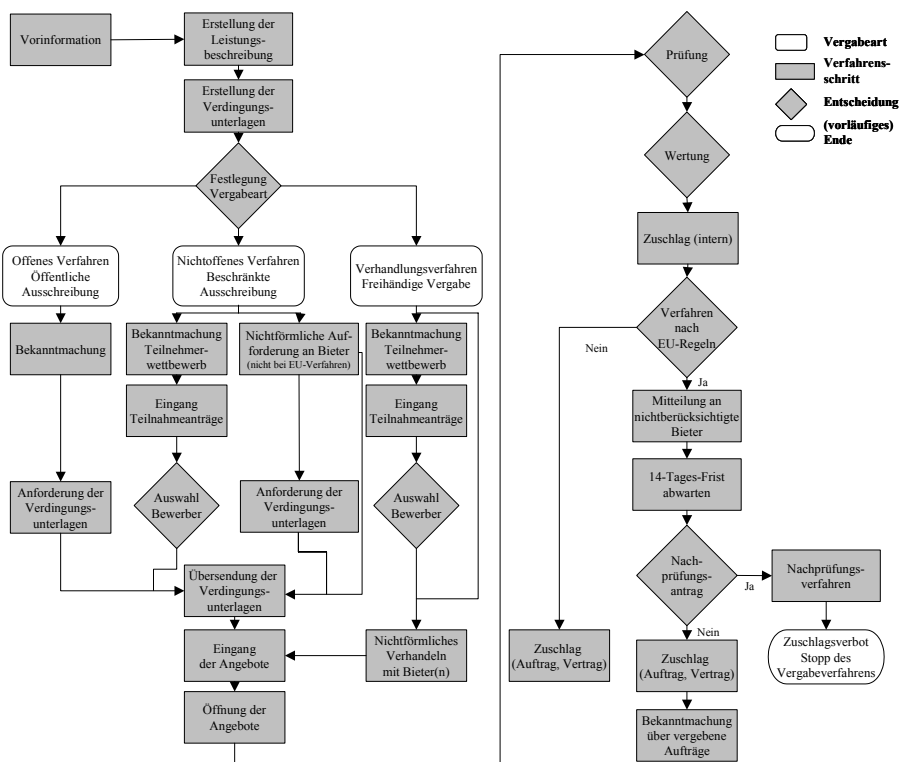 Vorinformation
Erstellung der
Leistungs-
beschreibung
Erstellung der
Verdingungs-
unterlagen
Festlegung
Vergabeart
Offenes Verfahren
Öffentliche
Ausschreibung
Nichtoffenes Verfahren
Beschränkte
Ausschreibung
Verhandlungsverfahren
Freihändige Vergabe
Bekanntmachung
Bekanntmachung
Teilnehmer-
wettbewerb
Nichtförmliche Auf-
forderung an Bieter
(nicht bei EU-Verfahren)
Bekanntmachung
Teilnehmer-
wettbewerb
Eingang
Teilnahmeanträge
Eingang
Teilnahmeanträge
Anforderung der
Verdingungs-
unterlagen
Auswahl
Bewerber
Anforderung der
Verdingungs-
unterlagen
Auswahl
Bewerber
Übersendung der
Verdingungs-
unterlagen
Eingang
der Angebote
Nichtförmliches
Verhandeln
mit Bieter(n)
Öffnung der
Angebote
Prüfung
Wertung
Zuschlag (intern)
Verfahren
nach
EU-Regeln
Nein
Ja
Mitteilung an
nichtberücksichtigte
Bieter
14-Tages-Frist
abwarten
Nach-
prüfungs-
antrag
Ja
Nachprüfungs-
verfahren
Nein
Zuschlagsverbot
Stopp des
Vergabeverfahrens
Zuschlag
(Auftrag, Vertrag)
Zuschlag
(Auftrag, Vertrag)
Bekanntmachung
über vergebene
Aufträge
Vergabeart
Verfahrens-
schritt
Entscheidung
(vorläufiges)
Ende